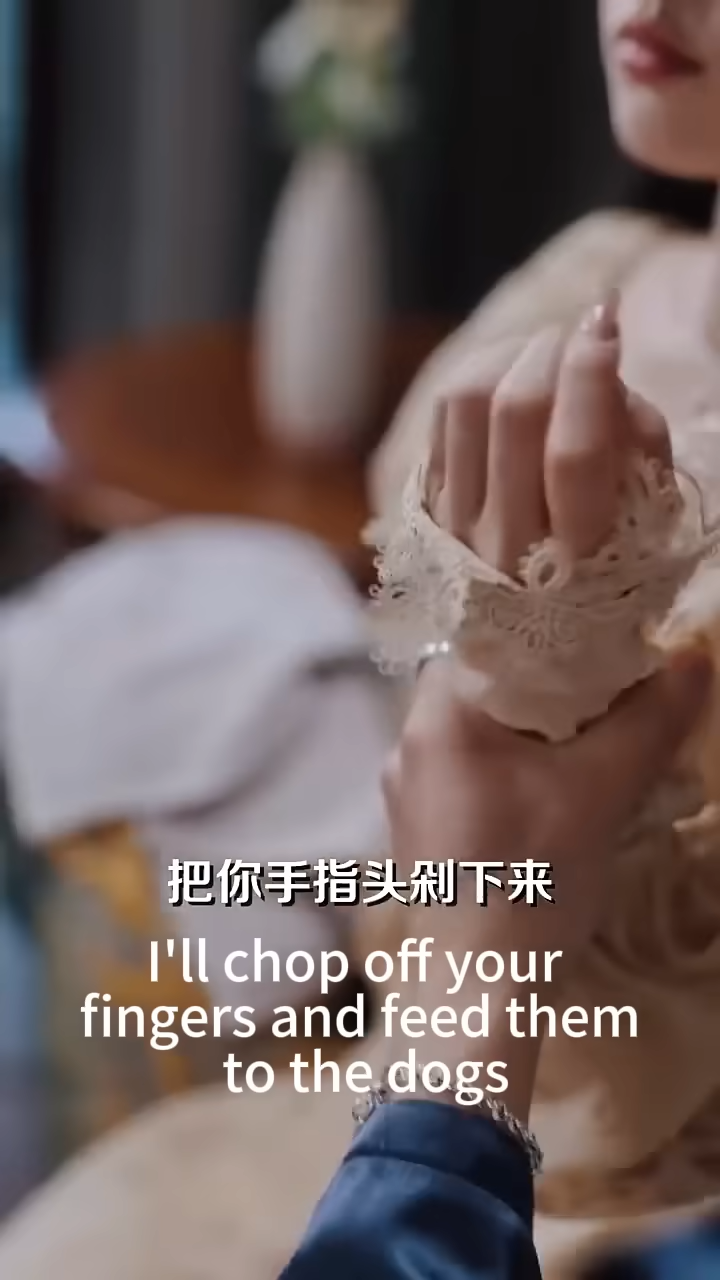 把你手指头剁下来
I'll chop off your
fingers and feed them
to the dogs